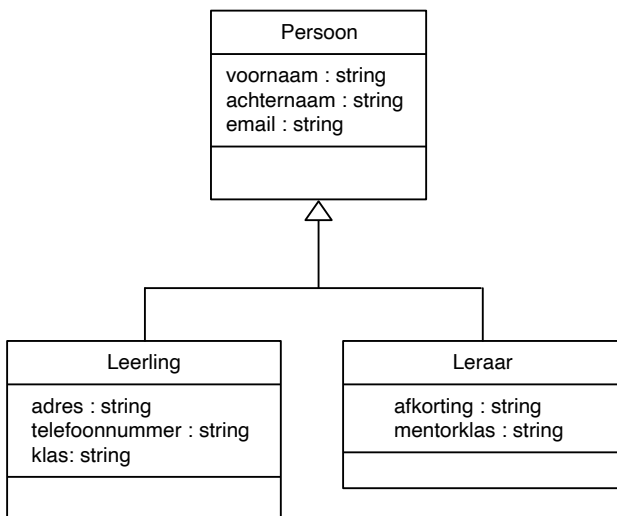 Persoon
voornaam : string
achternaam : string
email : string
Leerling
adres : string
telefoonnummer : string
klas: string
Leraar
afkorting : string
mentorklas : string